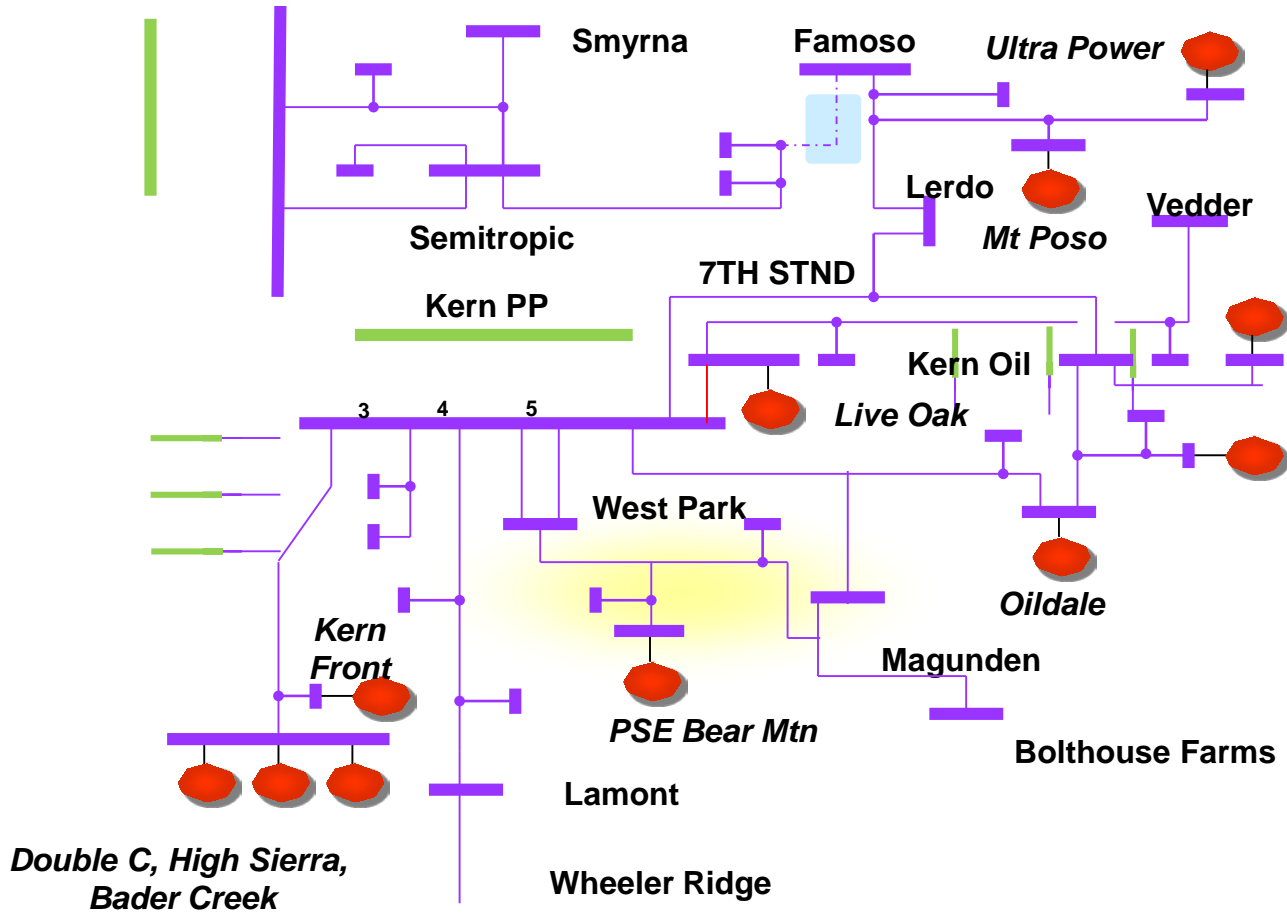 Smyrna
Famoso
Ultra Power
Lerdo
Vedder
Semitropic
Mt Poso
7TH STND
Kern PP
Kern Oil
3
4
5
Live Oak
West Park
Oildale
Kern
Front
Magunden
PSE Bear Mtn
Bolthouse Farms
Lamont
Double C, High Sierra,
Bader Creek
Wheeler Ridge